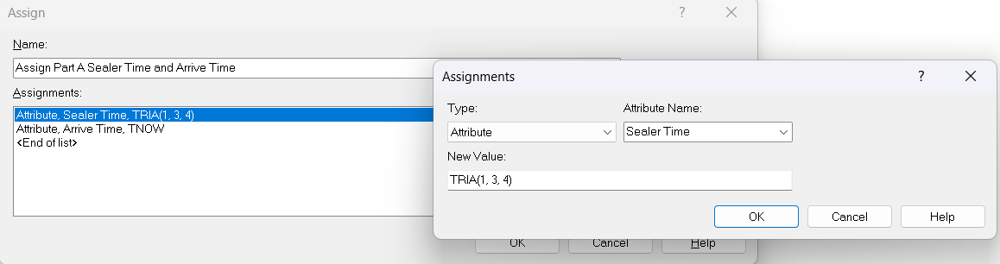 Assign
?
Name:
Assign Part A Sealer Time and Arrive Time
Assignments:
Attribute, Sealer Time, TRIA(1, 3, 4)
Attribute, Arrive Time, TNOW
<End of list>
OK
Cancel
Help
Assignments
?
Type:
Attribute Name:
Attribute
Sealer Time
New Value:
TRIA(1, 3, 4)
OK
Cancel
Help